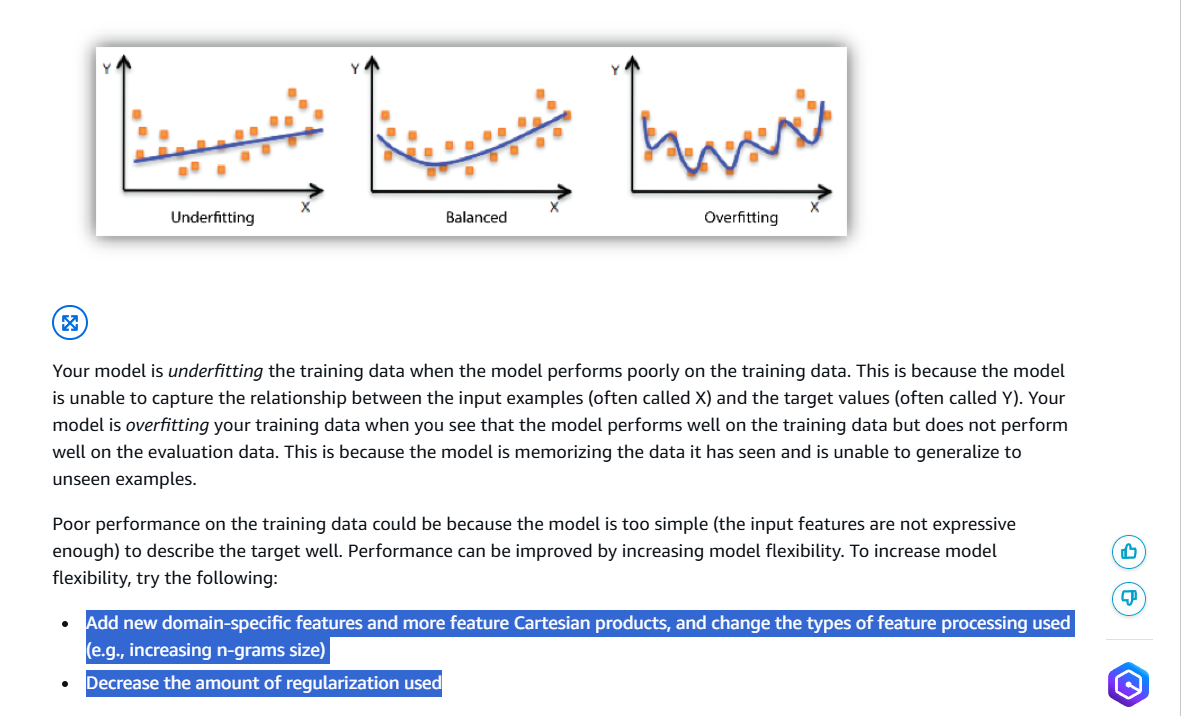 Y Y Y
X X X
Underfitting Balanced Overfitting
Your model is underfitting the training data when the model performs poorly on the training data. This is because the model
is unable to capture the relationship between the input examples (often called X) and the target values (often called Y). Your
model is overfitting your training data when you see that the model performs well on the training data but does not perform
well on the evaluation data. This is because the model is memorizing the data it has seen and is unable to generalize to
unseen examples.
Poor performance on the training data could be because the model is too simple (the input features are not expressive
enough) to describe the target well. Performance can be improved by increasing model flexibility. To increase model
flexibility, try the following:
• Add new domain-specific features and more feature Cartesian products, and change the types of feature processing used
(e.g., increasing n-grams size)
• Decrease the amount of regularization used